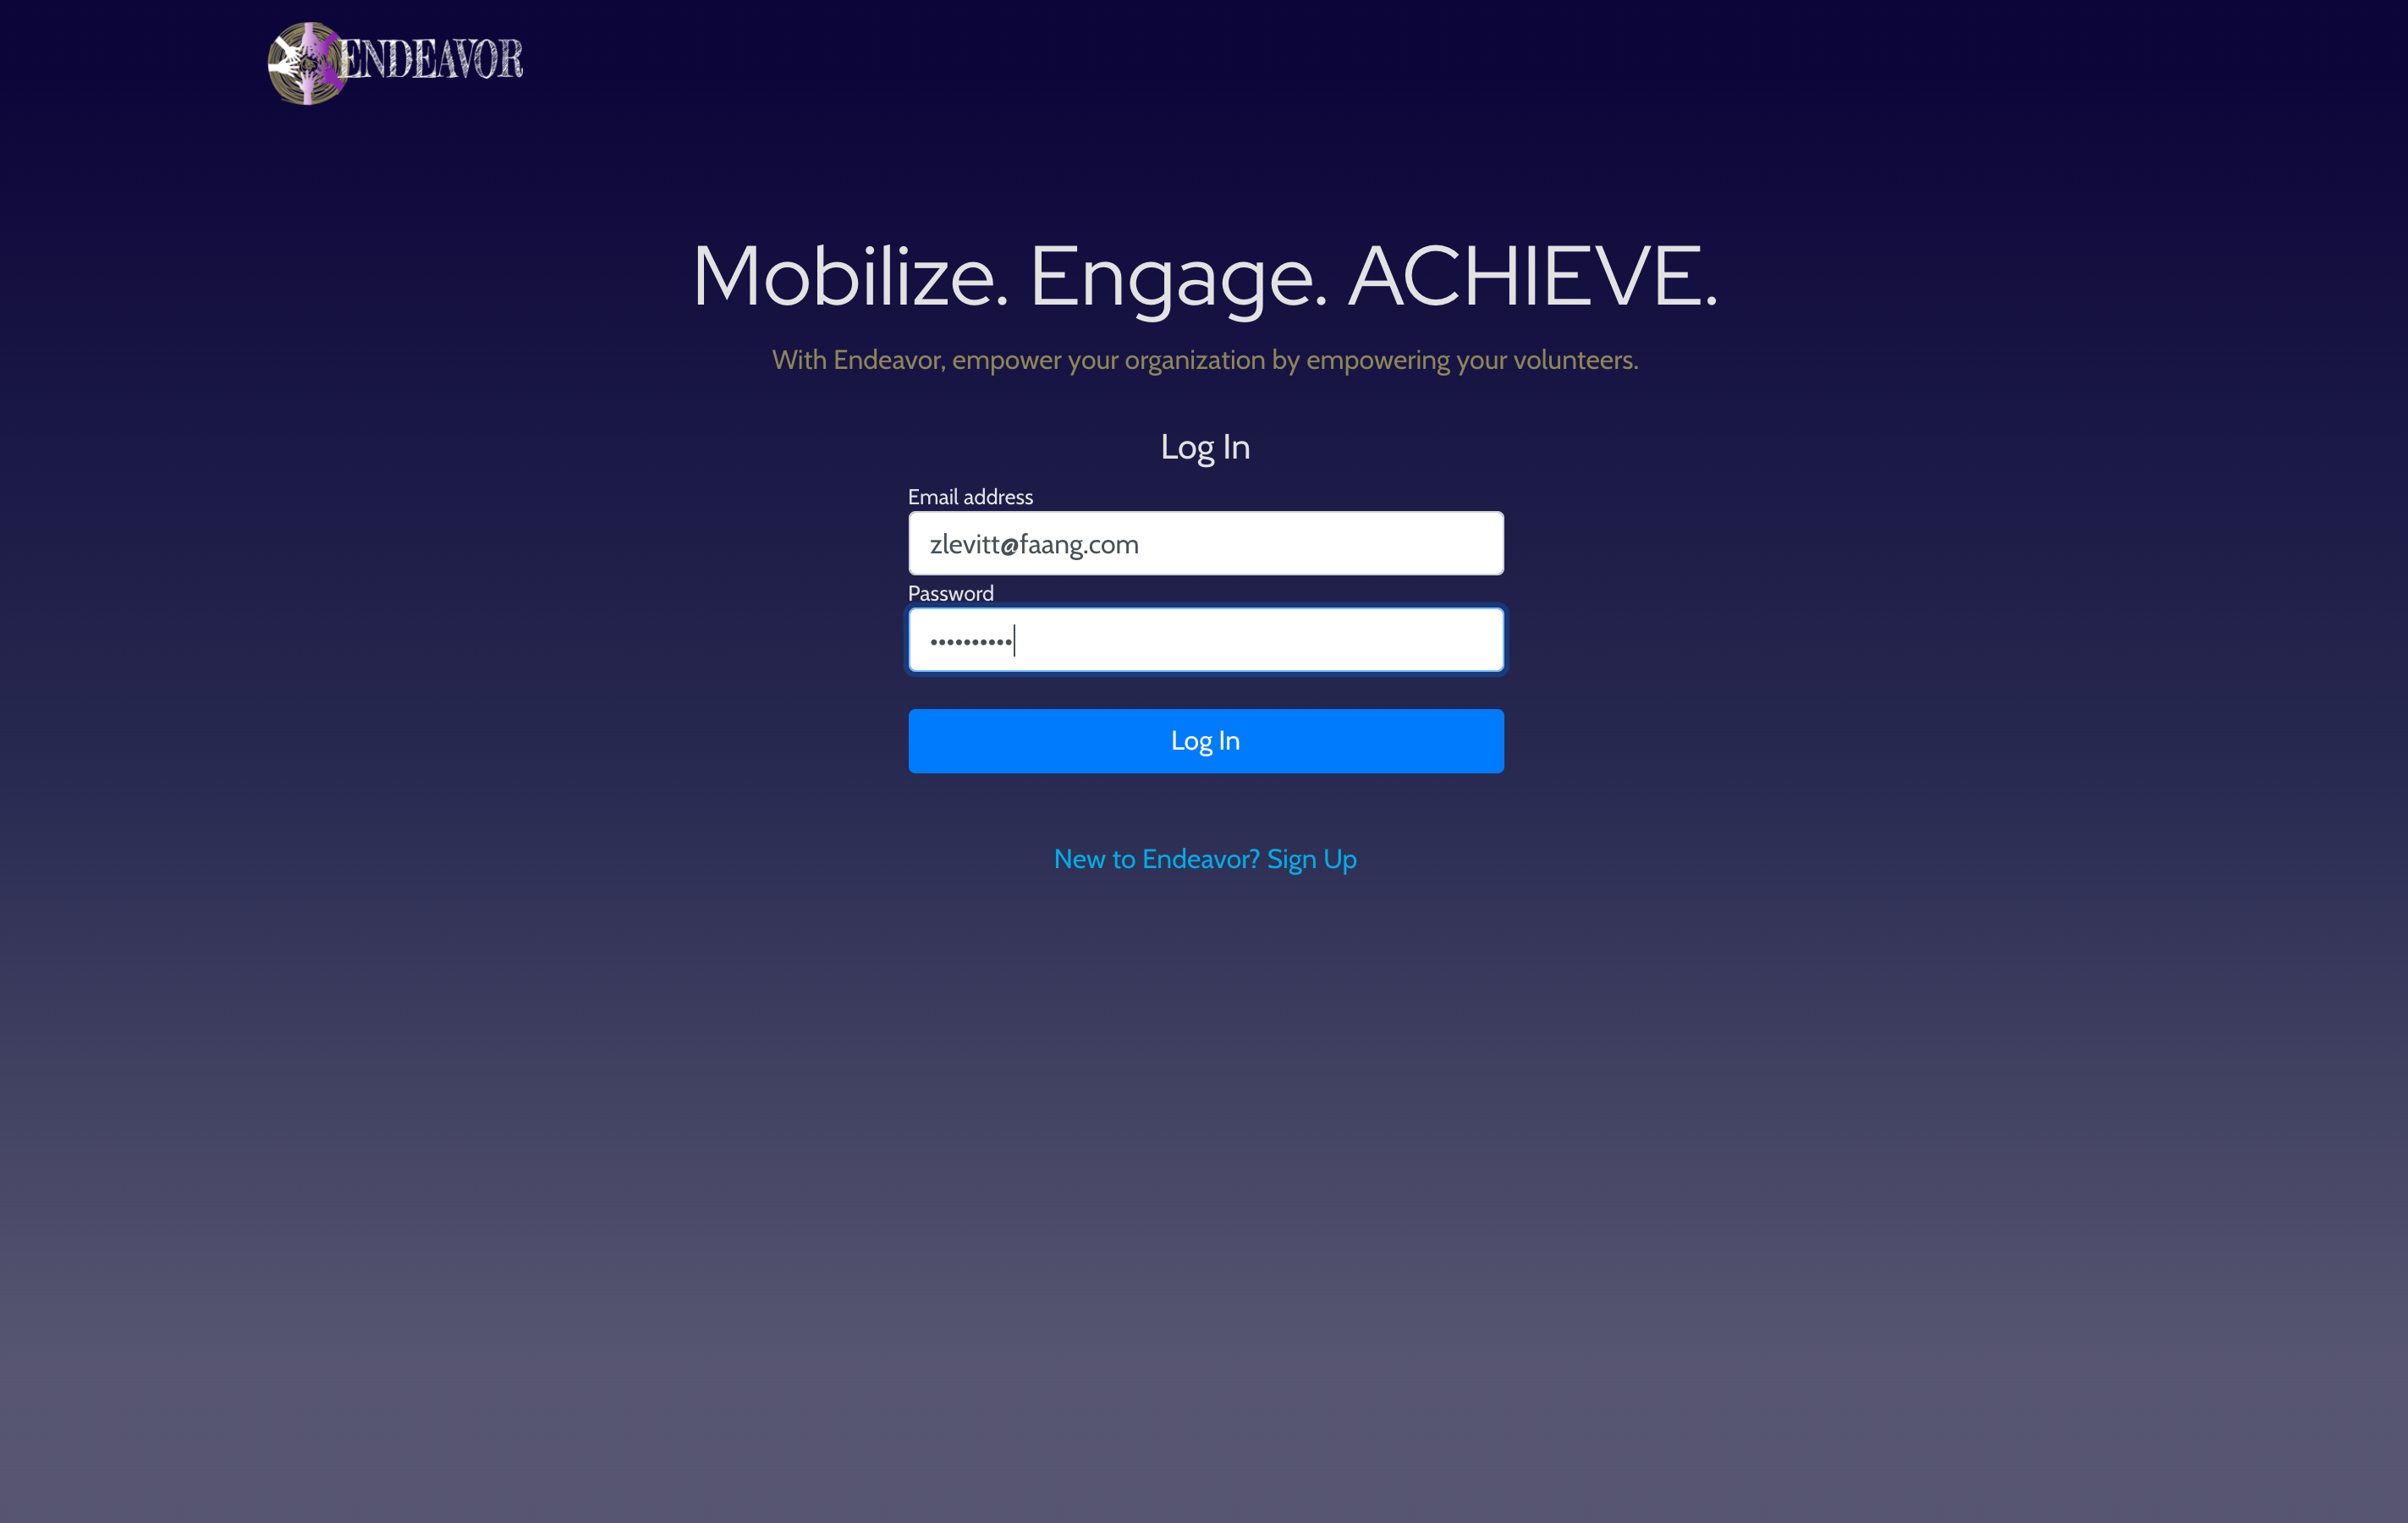 ENDEAVOR
Mobilize. Engage. ACHIEVE.
With Endeavor, empower your organization by empowering your volunteers.
Log In
Email address
zlevitt@faang.com
Password
••••••••••
Log In
New to Endeavor? Sign Up